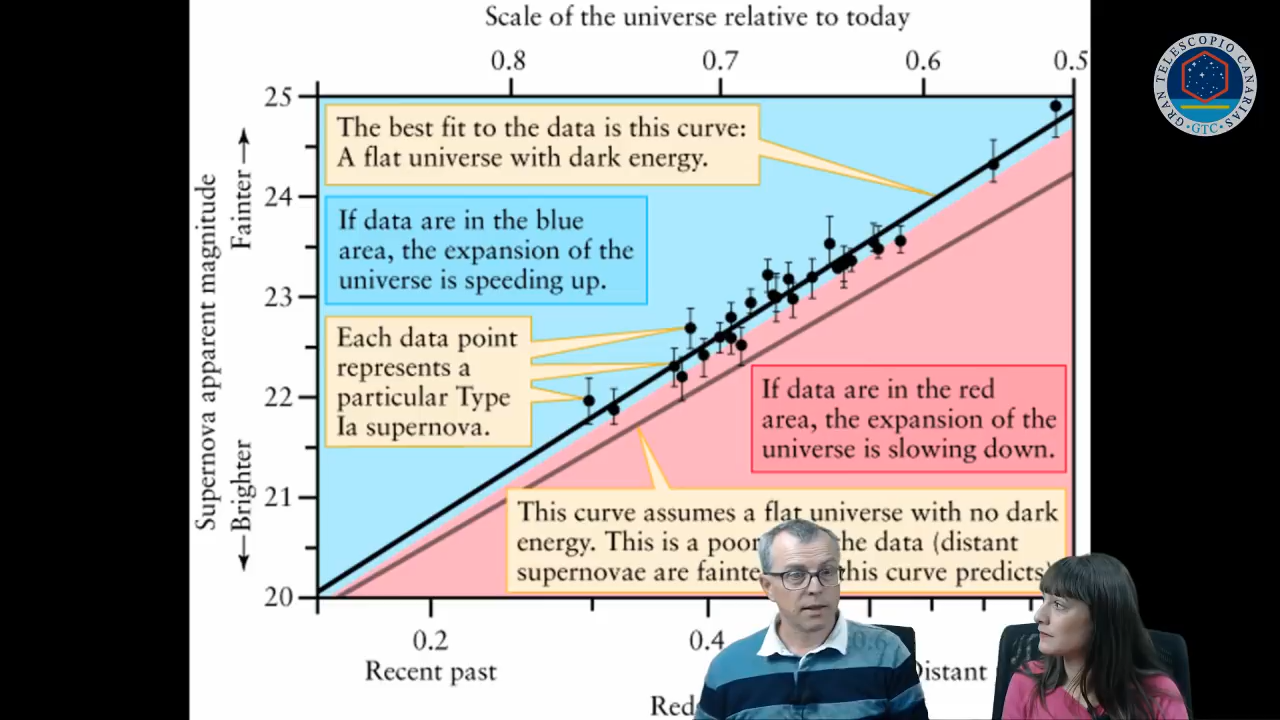 Scale of the universe relative to today
0.8 0.7 0.6 0.5
GRAN TELESCOPIO CANARIAS
GTC
25
24
23
22
21
20
Supernova apparent magnitude
Fainter
Brighter
The best fit to the data is this curve:
A flat universe with dark energy.
If data are in the blue
area, the expansion of the
universe is speeding up.
Each data point
represents a
particular Type
Ia supernova.
If data are in the red
area, the expansion of the
universe is slowing down.
This curve assumes a flat universe with no dark
energy. This is a poor the data (distant
supernovae are this curve predicts)
0.2 0.4 0.6
Recent past Distant